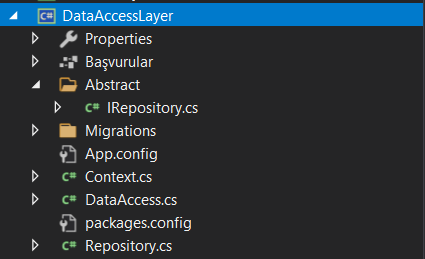 DataAccessLayer
Properties
Başvurular
Abstract
IRepository.cs
Migrations
App.config
Context.cs
DataAccess.cs
packages.config
Repository.cs